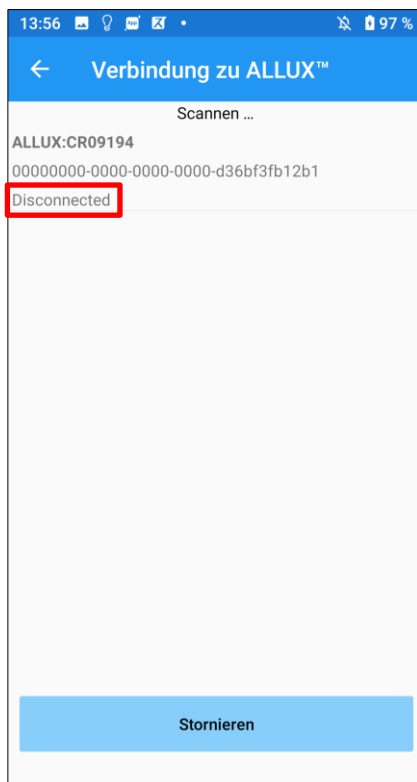 13:56 97 %
Verbindung zu ALLUX™
Scannen ...
ALLUX:CR09194
00000000-0000-0000-0000-d36bf3fb12b1
Disconnected
Stornieren